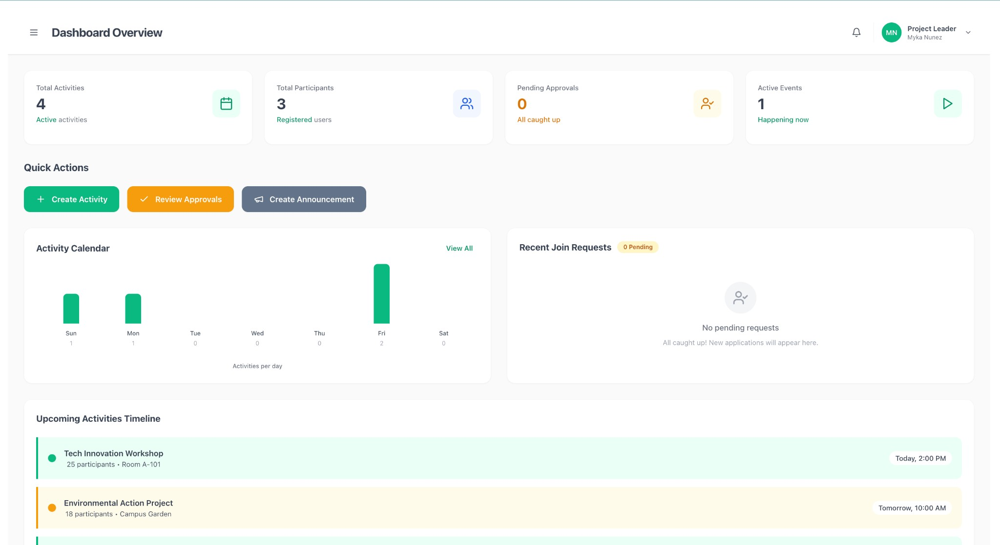 Dashboard Overview
MN
Project Leader
Myka Nunez
Total Activities
4
Active activities
Total Participants
3
Registered users
Pending Approvals
0
All caught up
Active Events
1
Happening now
Quick Actions
Create Activity
Review Approvals
Create Announcement
Activity Calendar
View All
Sun Mon Tue Wed Thu Fri Sat
1 1 0 0 0 2 0
Activities per day
Recent Join Requests
0 Pending
No pending requests
All caught up! New applications will appear here.
Upcoming Activities Timeline
Tech Innovation Workshop
25 participants • Room A-101
Today, 2:00 PM
Environmental Action Project
18 participants • Campus Garden
Tomorrow, 10:00 AM